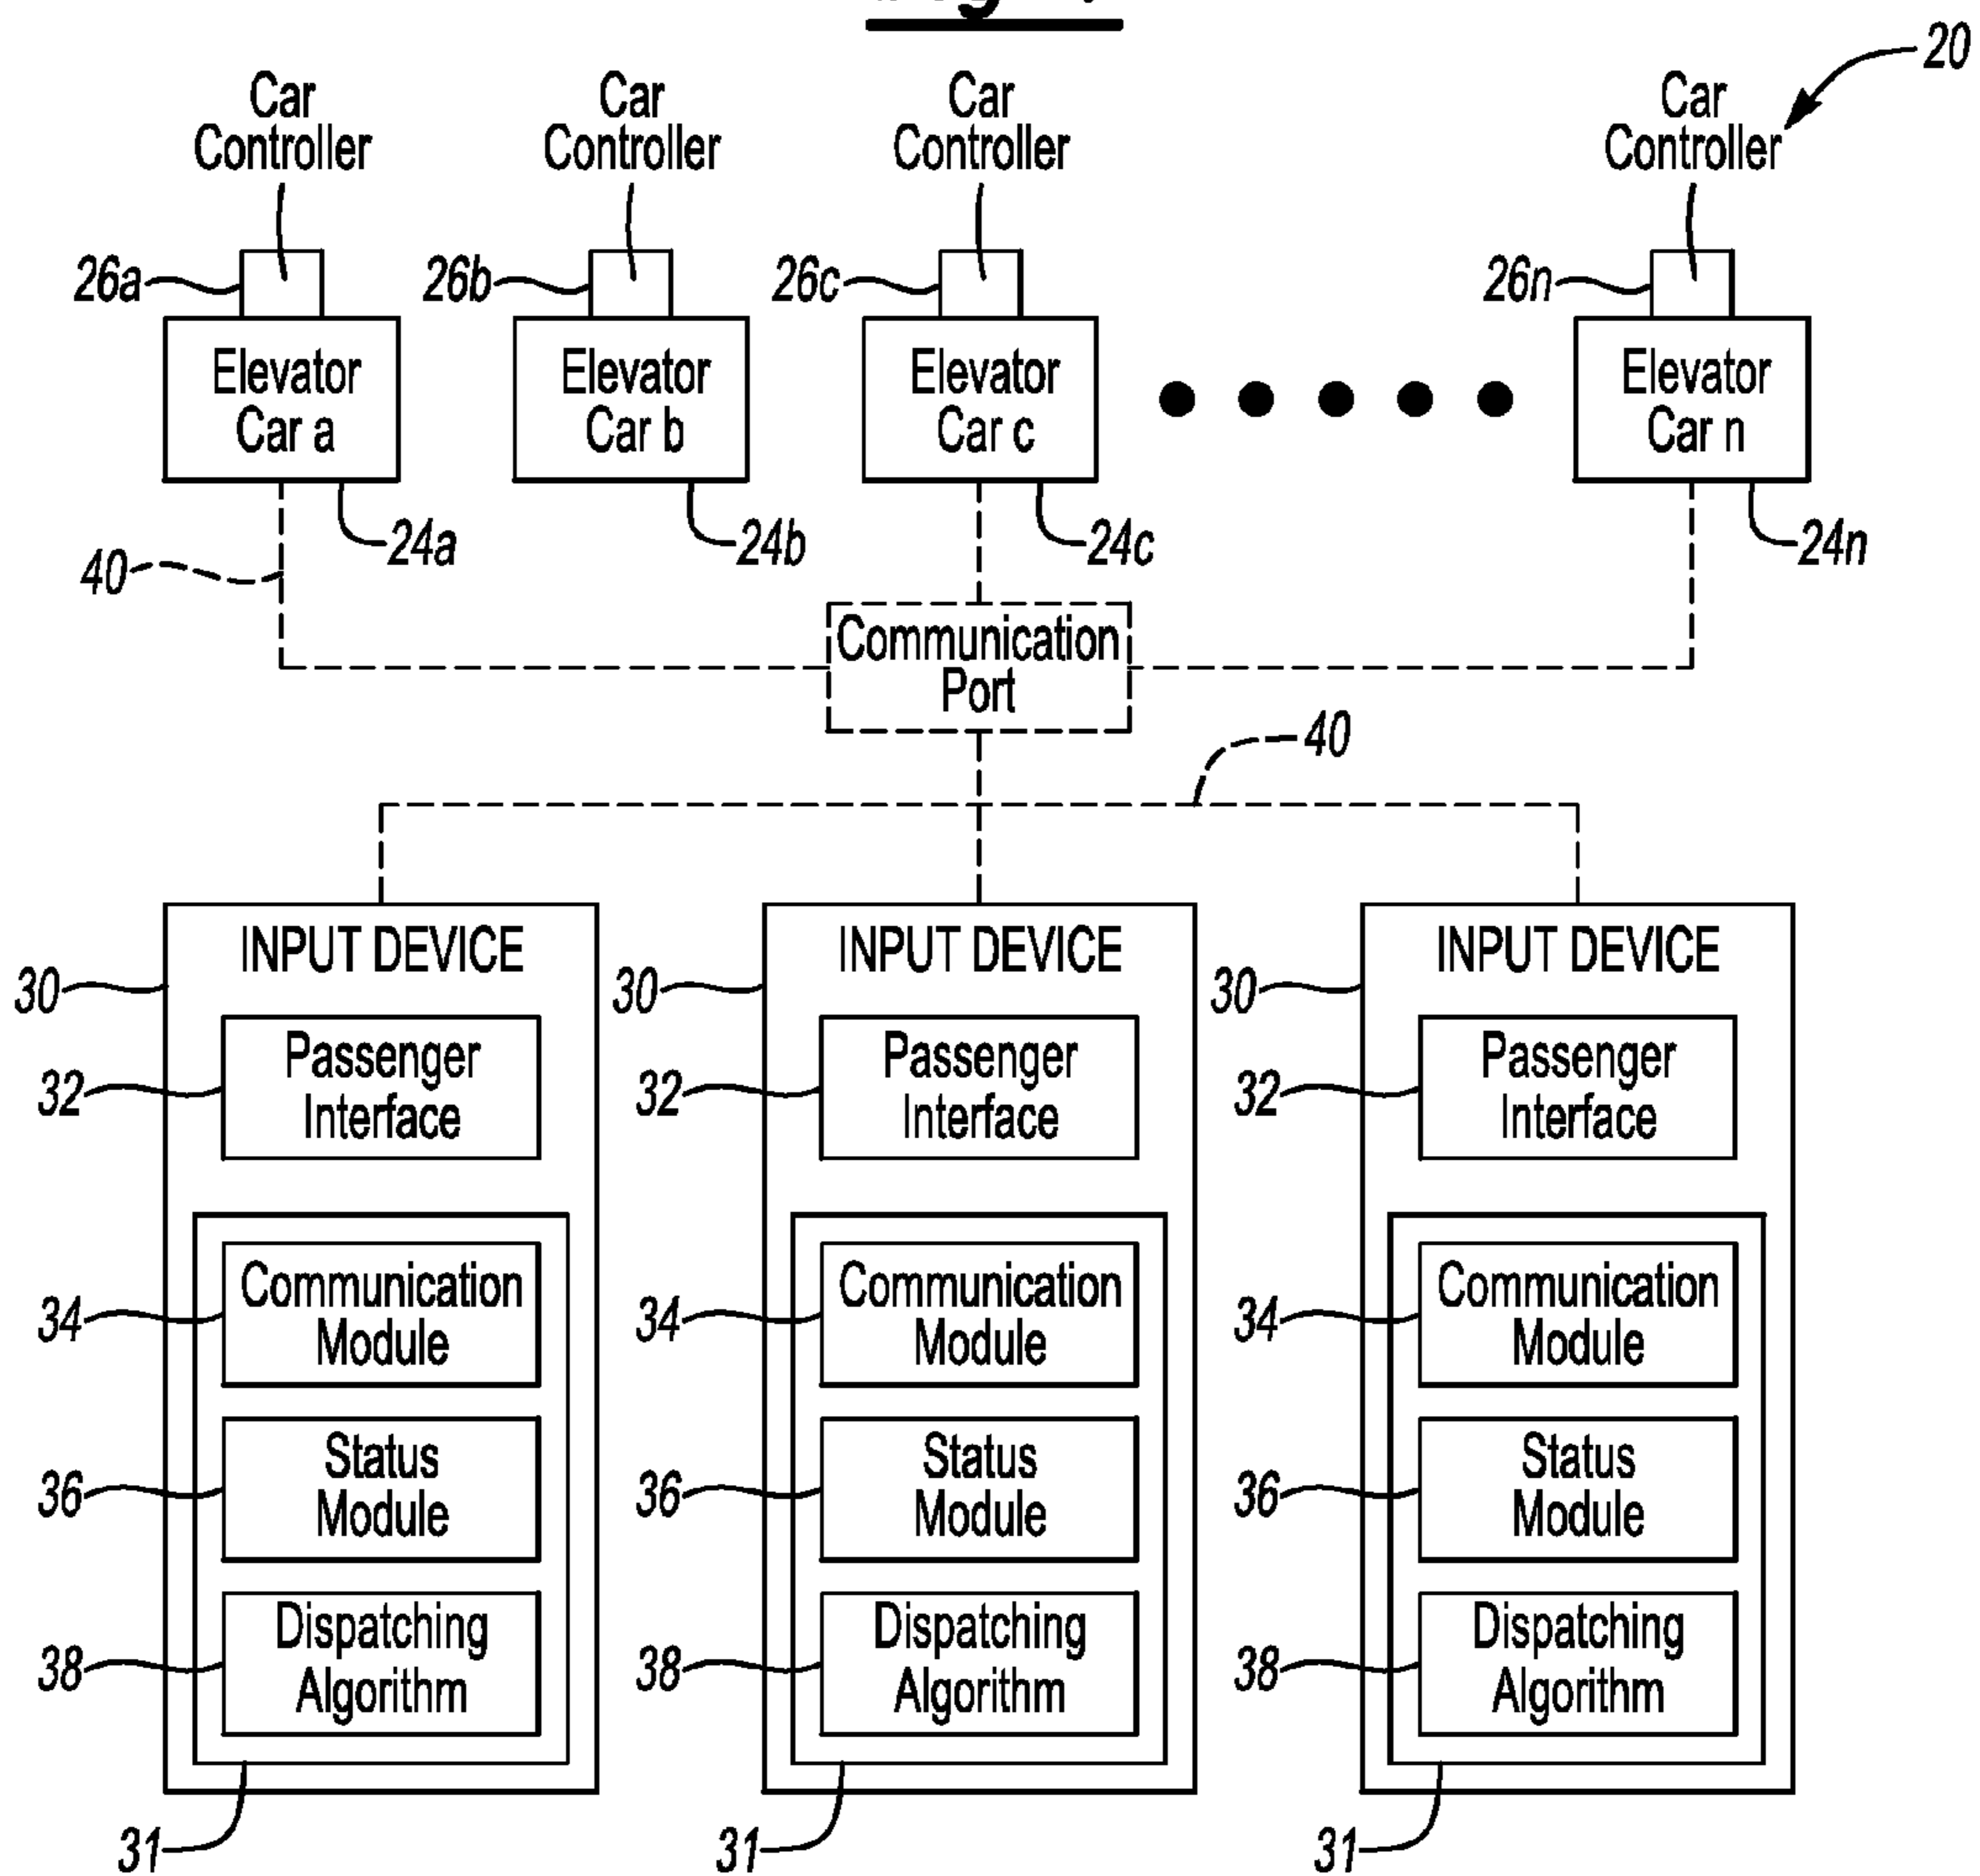 20
Car Car Car Car
Controller Controller Controller Controller
26a 26b 26c 26n
Elevator Elevator Elevator Elevator
Car a Car b Car c Car n
24a 24b 24c 24n
40
Communication
Port
40
INPUT DEVICE INPUT DEVICE INPUT DEVICE
30 30 30
Passenger Passenger Passenger
32 32 32
Interface Interface Interface
Communication Communication Communication
34 34 34
Module Module Module
Status Status Status
36 36 36
Module Module Module
Dispatching Dispatching Dispatching
38 38 38
Algorithm Algorithm Algorithm
31 31 31